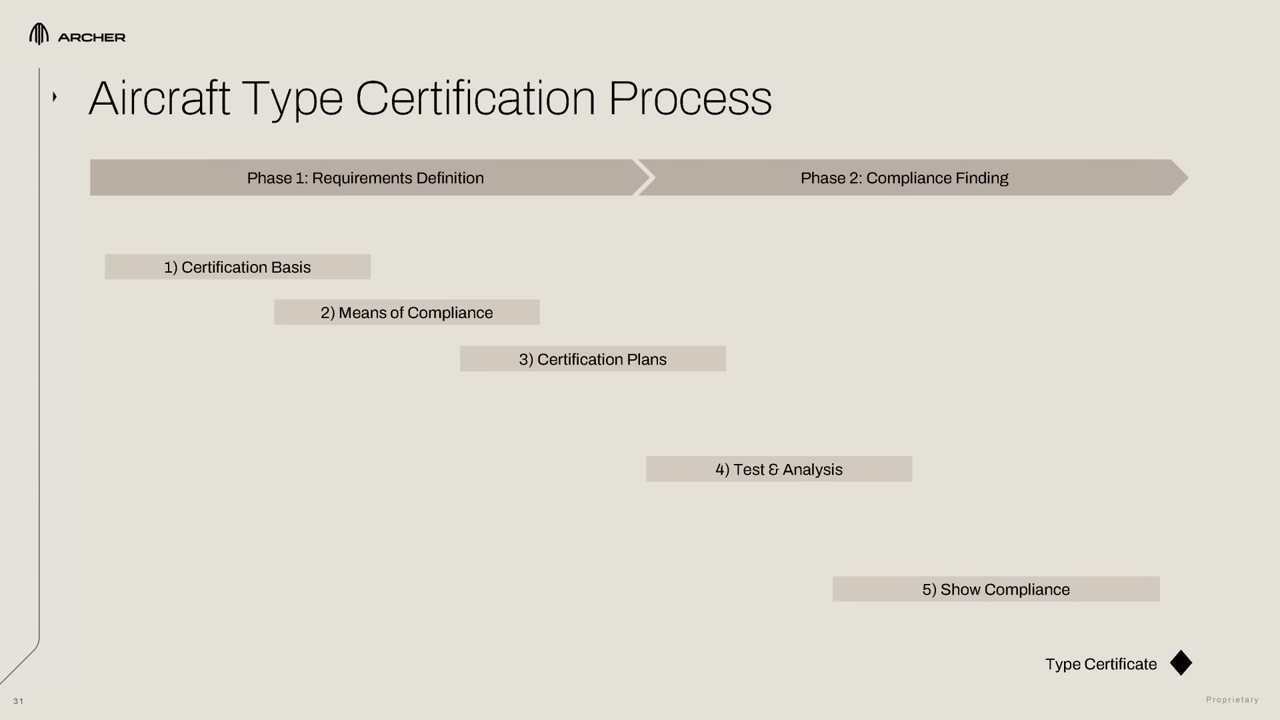 ARCHER
Aircraft Type Certification Process
Phase 1: Requirements Definition
Phase 2: Compliance Finding
1) Certification Basis
2) Means of Compliance
3) Certification Plans
4) Test & Analysis
5) Show Compliance
Type Certificate
31
Proprietary